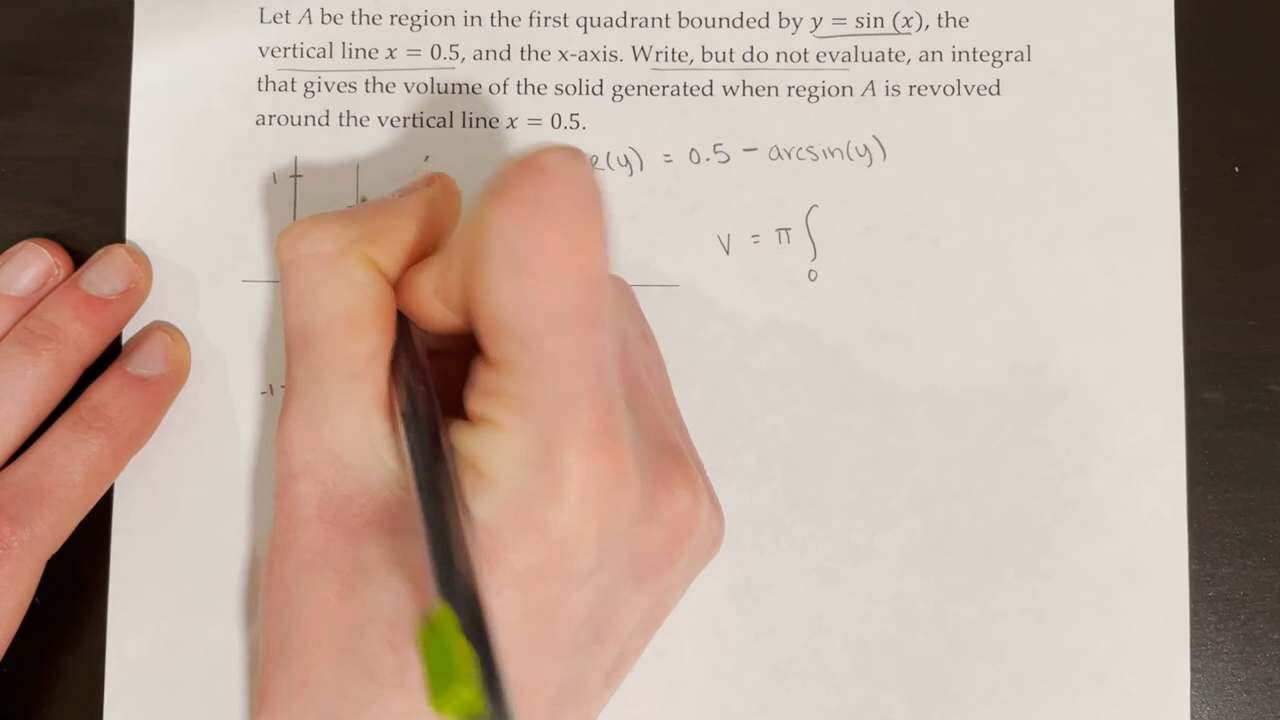 Let A be the region in the first quadrant bounded by y = sin (x), the
vertical line x = 0.5, and the x-axis. Write, but do not evaluate, an integral
that gives the volume of the solid generated when region A is revolved
around the vertical line x = 0.5.
R(y) = 0.5 - arcsin(y)
1
V = π ∫
0
-1